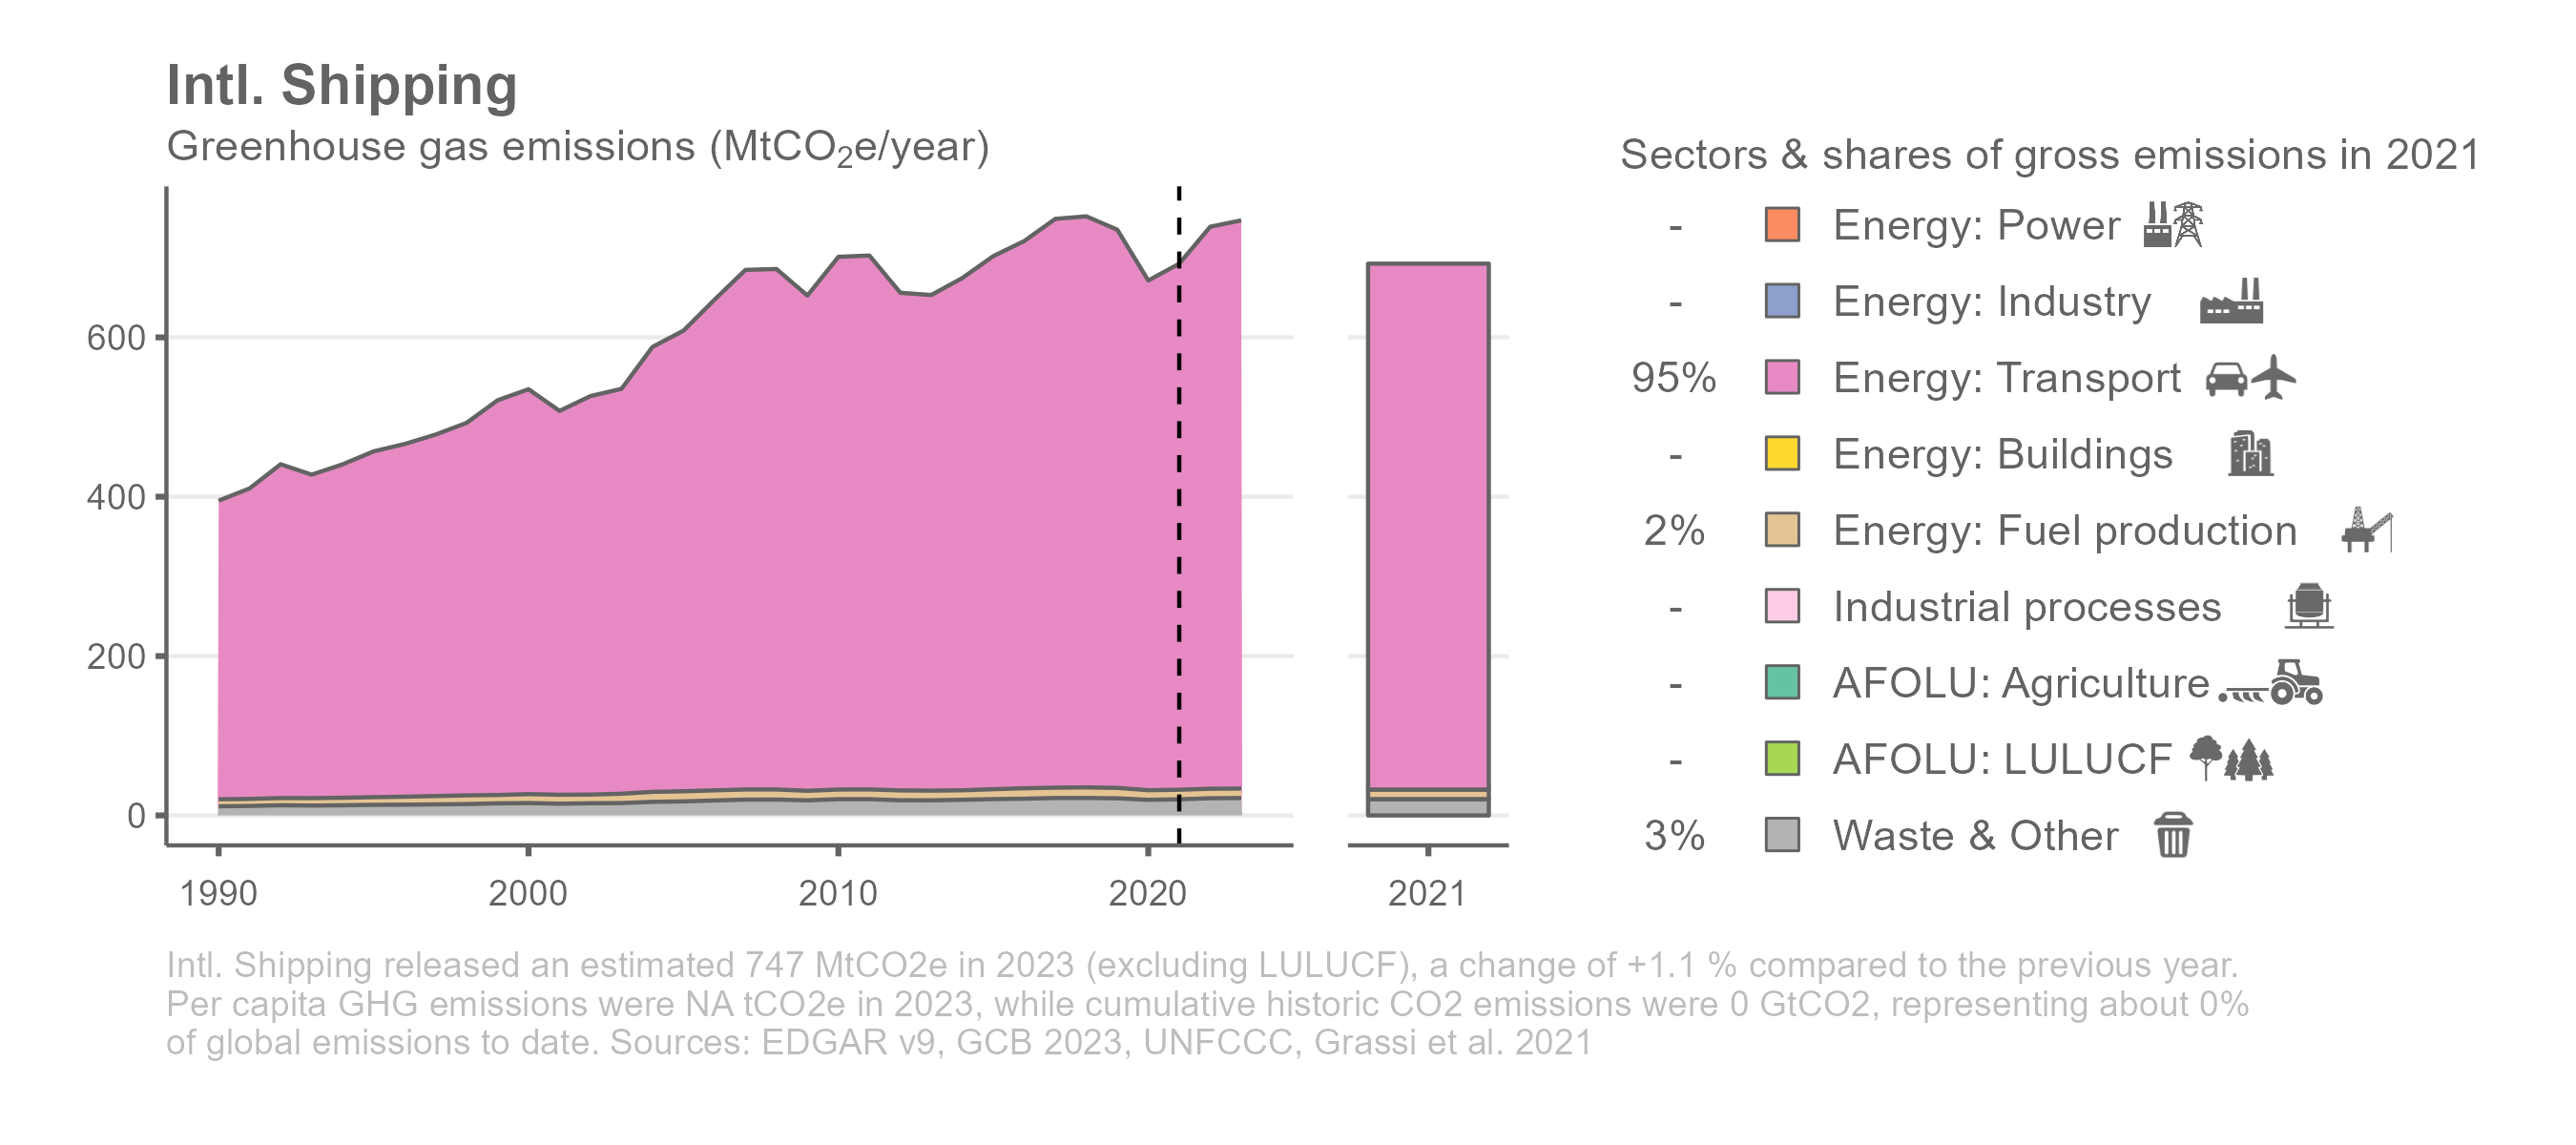 Intl. Shipping
Greenhouse gas emissions (MtCO₂e/year)
600
400
200
0
1990
2000
2010
2020
2021
Sectors & shares of gross emissions in 2021
- Energy: Power
- Energy: Industry
95% Energy: Transport
- Energy: Buildings
2% Energy: Fuel production
- Industrial processes
- AFOLU: Agriculture
- AFOLU: LULUCF
3% Waste & Other
Intl. Shipping released an estimated 747 MtCO2e in 2023 (excluding LULUCF), a change of +1.1 % compared to the previous year.
Per capita GHG emissions were NA tCO2e in 2023, while cumulative historic CO2 emissions were 0 GtCO2, representing about 0%
of global emissions to date. Sources: EDGAR v9, GCB 2023, UNFCCC, Grassi et al. 2021